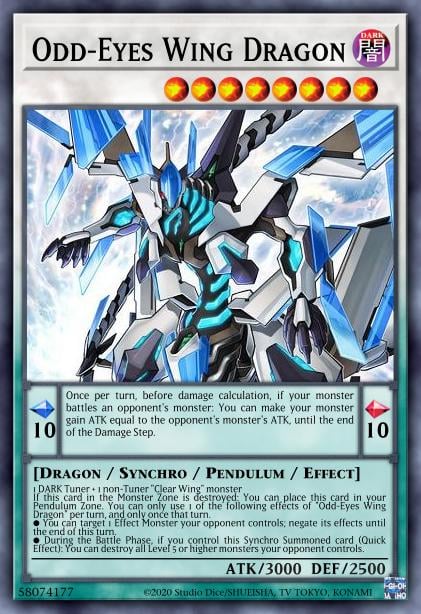 ODD-EYES WING DRAGON
DARK
闇
Once per turn, before damage calculation, if your monster
battles an opponent's monster: You can make your monster
gain ATK equal to the opponent's monster's ATK, until the end
of the Damage Step.
10
10
[DRAGON / SYNCHRO / PENDULUM / EFFECT]
1 DARK Tuner + 1 non-Tuner "Clear Wing" monster
If this card in the Monster Zone is destroyed: You can place this card in your
Pendulum Zone. You can only use 1 of the following effects of "Odd-Eyes Wing
Dragon" per turn, and only once that turn.
● You can target 1 Effect Monster your opponent controls; negate its effects until
the end of this turn.
● During the Battle Phase, if you control this Synchro Summoned card (Quick
Effect): You can destroy all Level 5 or higher monsters your opponent controls.
ATK/3000 DEF/2500
58074177
©2020 Studio Dice/SHUEISHA, TV TOKYO, KONAMI